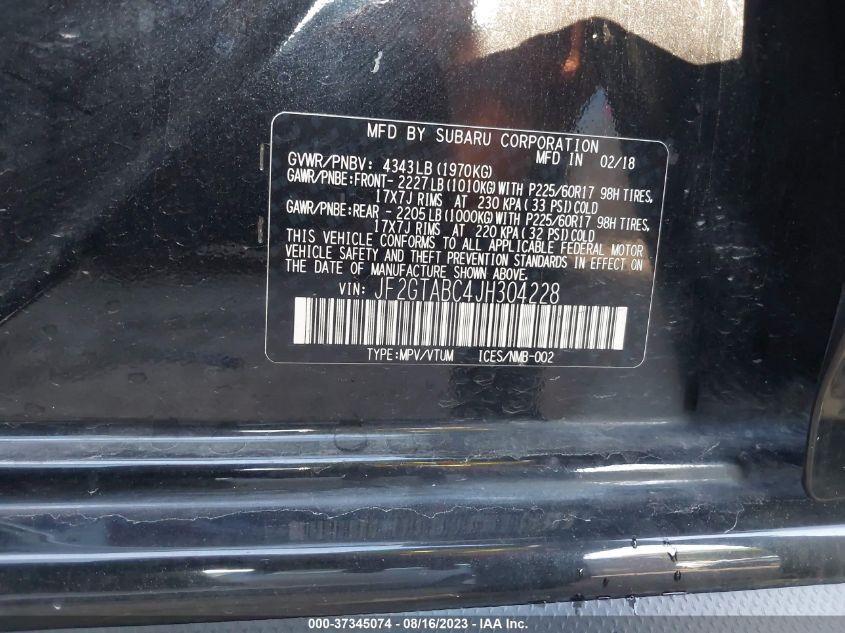 MFD BY SUBARU CORPORATION
MFD IN 02/18
GVWR/PNBV: 4343LB (1970KG)
GAWR/PNBE:FRONT- 2227LB(1010KG)WITH P225/60R17 98H TIRES,
17X7J RIMS AT 230 KPA (33 PSI)COLD
GAWR/PNBE:REAR - 2205LB(1000KG)WITH P225/60R17 98H TIRES,
17X7J RIMS AT 220 KPA (32 PSI)COLD
THIS VEHICLE CONFORMS TO ALL APPLICABLE FEDERAL MOTOR
VEHICLE SAFETY AND THEFT PREVENTION STANDARDS IN EFFECT ON
THE DATE OF MANUFACTURE SHOWN ABOVE.
VIN: JF2GTABC4JH304228
TYPE:MPV/VTUM ICES/NMB-002
000-37345074 - 08/16/2023 - IAA Inc.